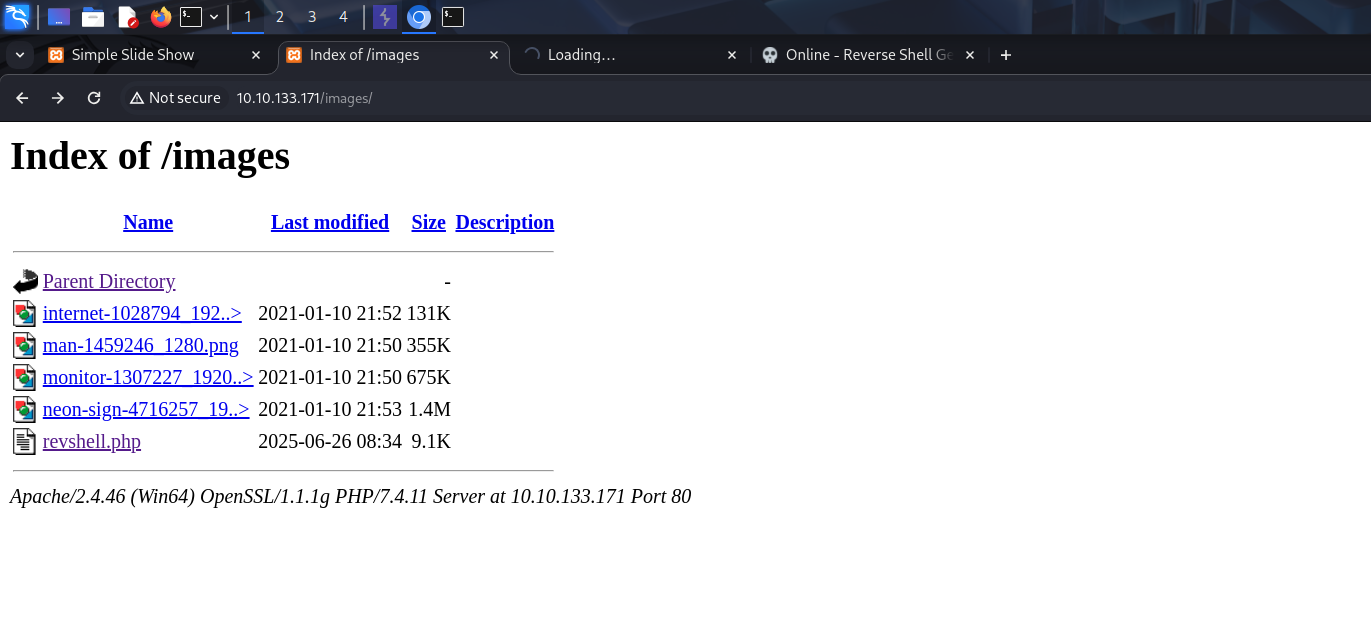 1 2 3 4
Simple Slide Show
Index of /images
Loading...
Online - Reverse Shell Ge
Not secure
10.10.133.171/images/
Index of /images
Name Last modified Size Description
Parent Directory -
internet-1028794_192..> 2021-01-10 21:52 131K
man-1459246_1280.png 2021-01-10 21:50 355K
monitor-1307227_1920..> 2021-01-10 21:50 675K
neon-sign-4716257_19..> 2021-01-10 21:53 1.4M
revshell.php 2025-06-26 08:34 9.1K
Apache/2.4.46 (Win64) OpenSSL/1.1.1g PHP/7.4.11 Server at 10.10.133.171 Port 80